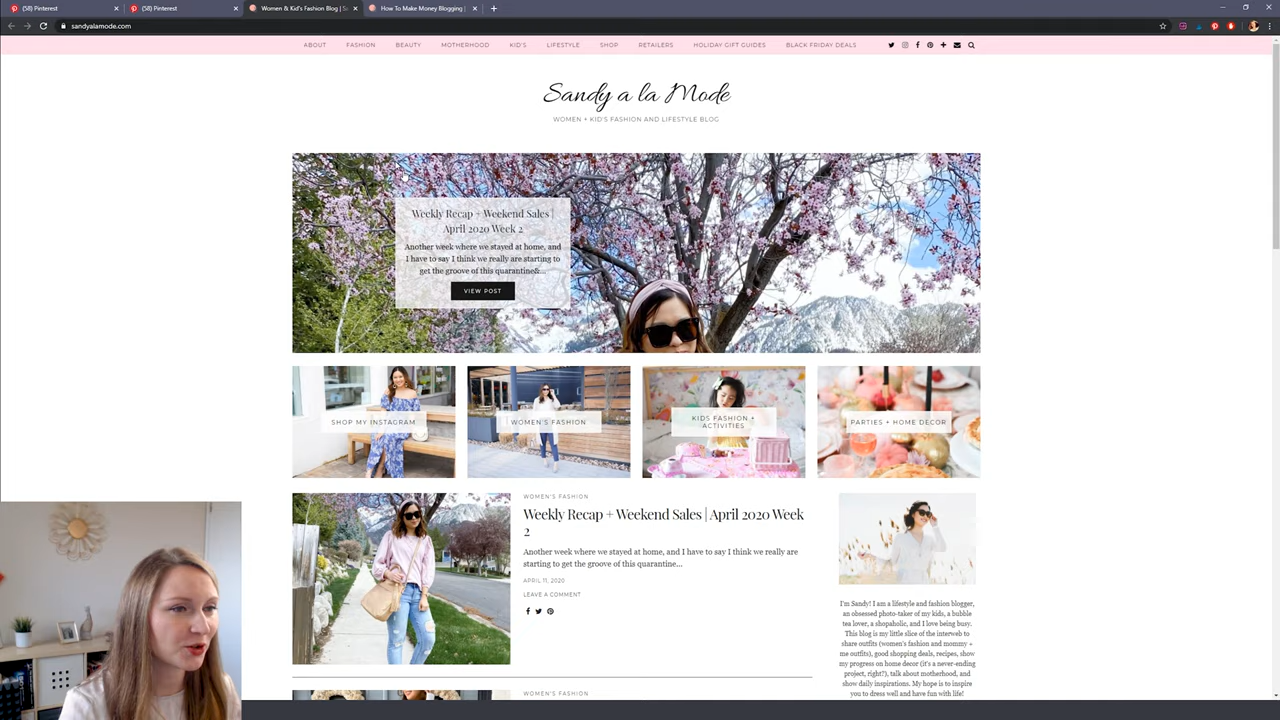 (58) Pinterest
(58) Pinterest
Women & Kid's Fashion Blog | S
How To Make Money Blogging |
sandyalamode.com
ABOUT FASHION BEAUTY MOTHERHOOD KID'S LIFESTYLE SHOP RETAILERS HOLIDAY GIFT GUIDES BLACK FRIDAY DEALS
Sandy a la Mode
WOMEN + KID'S FASHION AND LIFESTYLE BLOG
Weekly Recap + Weekend Sales |
April 2020 Week 2
Another week where we stayed at home, and
I have to say I think we really are starting to
get the groove of this quarantine&...
VIEW POST
SHOP MY INSTAGRAM
WOMEN'S FASHION
KIDS FASHION +
ACTIVITIES
PARTIES + HOME DECOR
WOMEN'S FASHION
Weekly Recap + Weekend Sales | April 2020 Week
2
Another week where we stayed at home, and I have to say I think we really are
starting to get the groove of this quarantine...
APRIL 11, 2020
LEAVE A COMMENT
WOMEN'S FASHION
I'm Sandy! I am a lifestyle and fashion blogger,
an obsessed photo-taker of my kids, a bubble
tea lover, a shopaholic, and I love being busy.
This blog is my little slice of the interweb to
share outfits (women's fashion and mommy +
me outfits), good shopping deals, recipes, show
my progress on home decor (it's a never-ending
project, right?), talk about motherhood, and
show daily inspirations. My hope is to inspire
you to dress well and have fun with life!